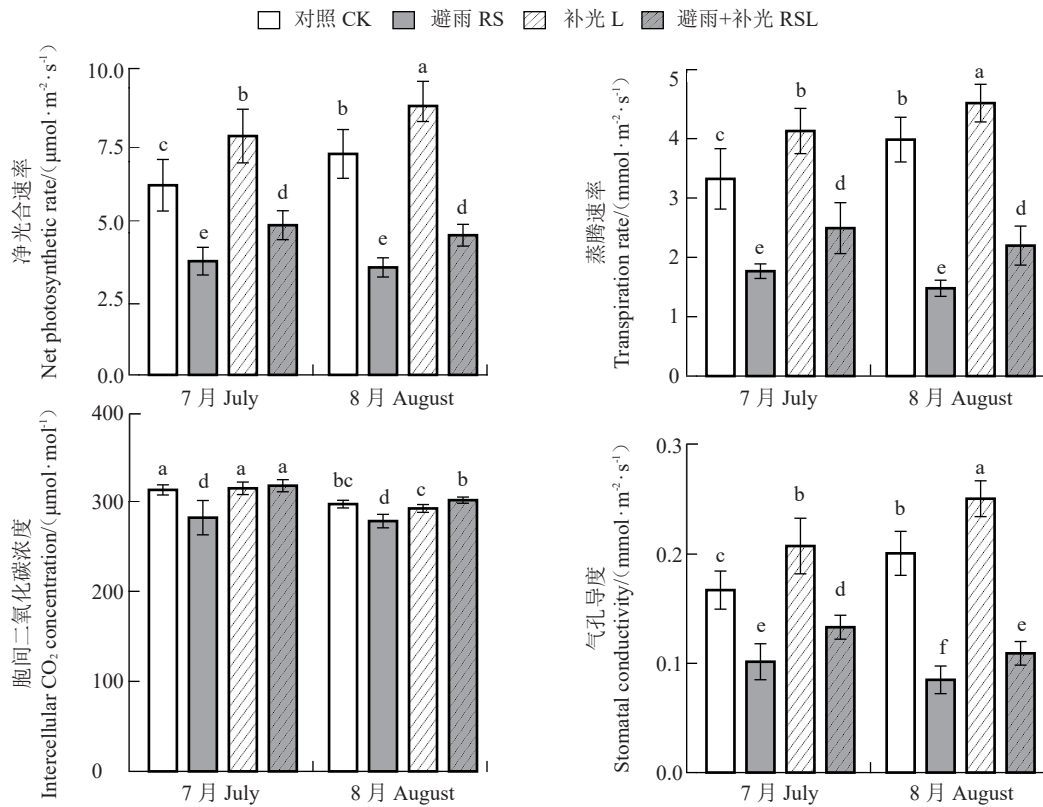 对照 CK 避雨 RS 补光 L 避雨+补光 RSL
净光合速率
Net photosynthetic rate/(μmol·m⁻²·s⁻¹)
10.0
7.5
5.0
2.5
0.0
c
e
b
d
b
e
a
d
7 月 July
8 月 August
蒸腾速率
Transpiration rate/(mmol·m⁻²·s⁻¹)
5
4
3
2
1
0
c
e
b
d
b
e
a
d
7 月 July
8 月 August
胞间二氧化碳浓度
Intercellular CO₂ concentration/(μmol·mol⁻¹)
400
300
200
100
0
a
d
a
a
bc
d
c
b
7 月 July
8 月 August
气孔导度
Stomatal conductivity/(mmol·m⁻²·s⁻¹)
0.3
0.2
0.1
0.0
c
e
b
d
b
f
a
e
7 月 July
8 月 August